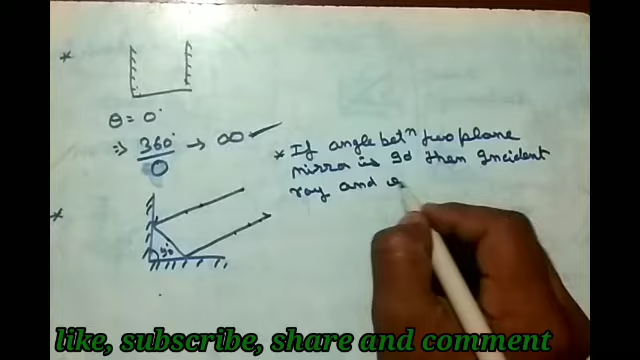 *
θ = 0°
⇒ 360° / 0 → ∞
* If angle betⁿ two plane
mirror is 90° then Incident
ray and e
*
90°
like, subscribe, share and comment